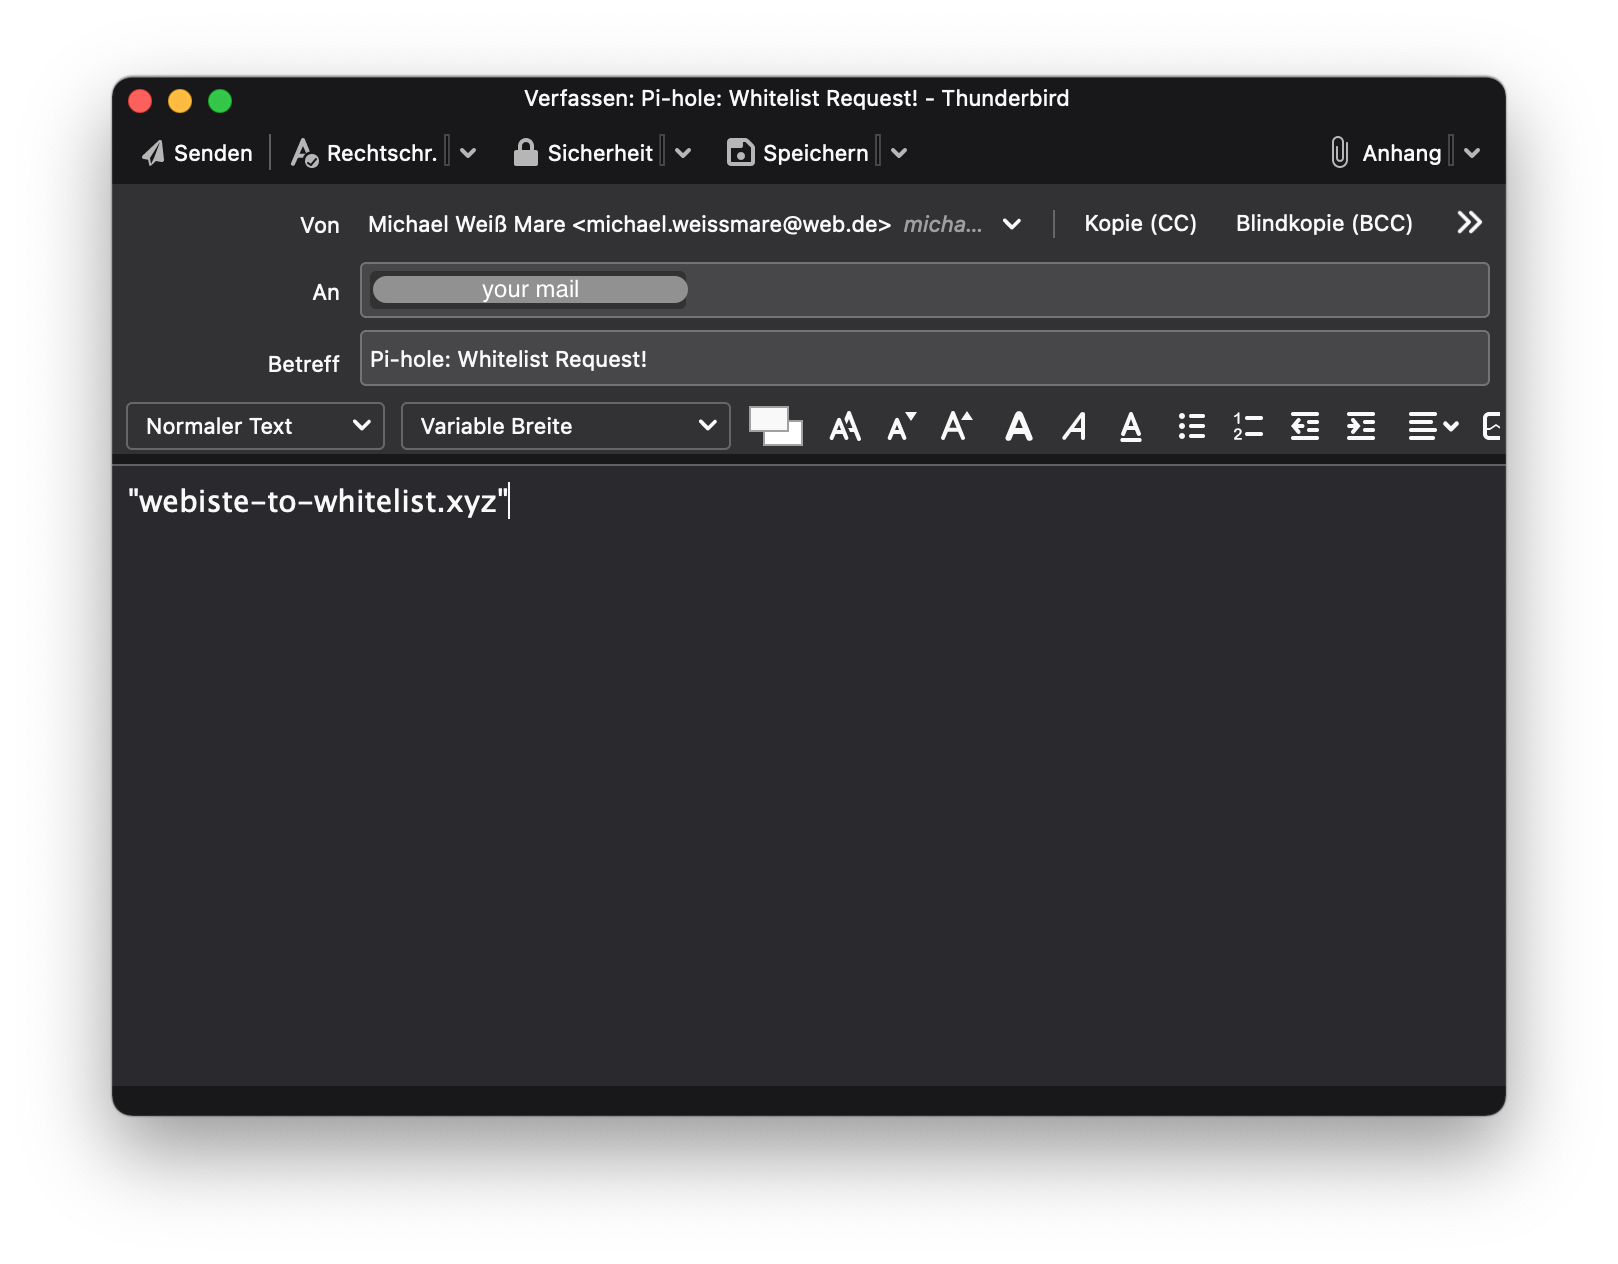 Verfassen: Pi-hole: Whitelist Request! - Thunderbird
Senden Rechtschr. Sicherheit Speichern Anhang
Von Michael Weiß Mare <michael.weissmare@web.de> micha... Kopie (CC) Blindkopie (BCC)
An your mail
Betreff Pi-hole: Whitelist Request!
Normaler Text Variable Breite
"webiste-to-whitelist.xyz"